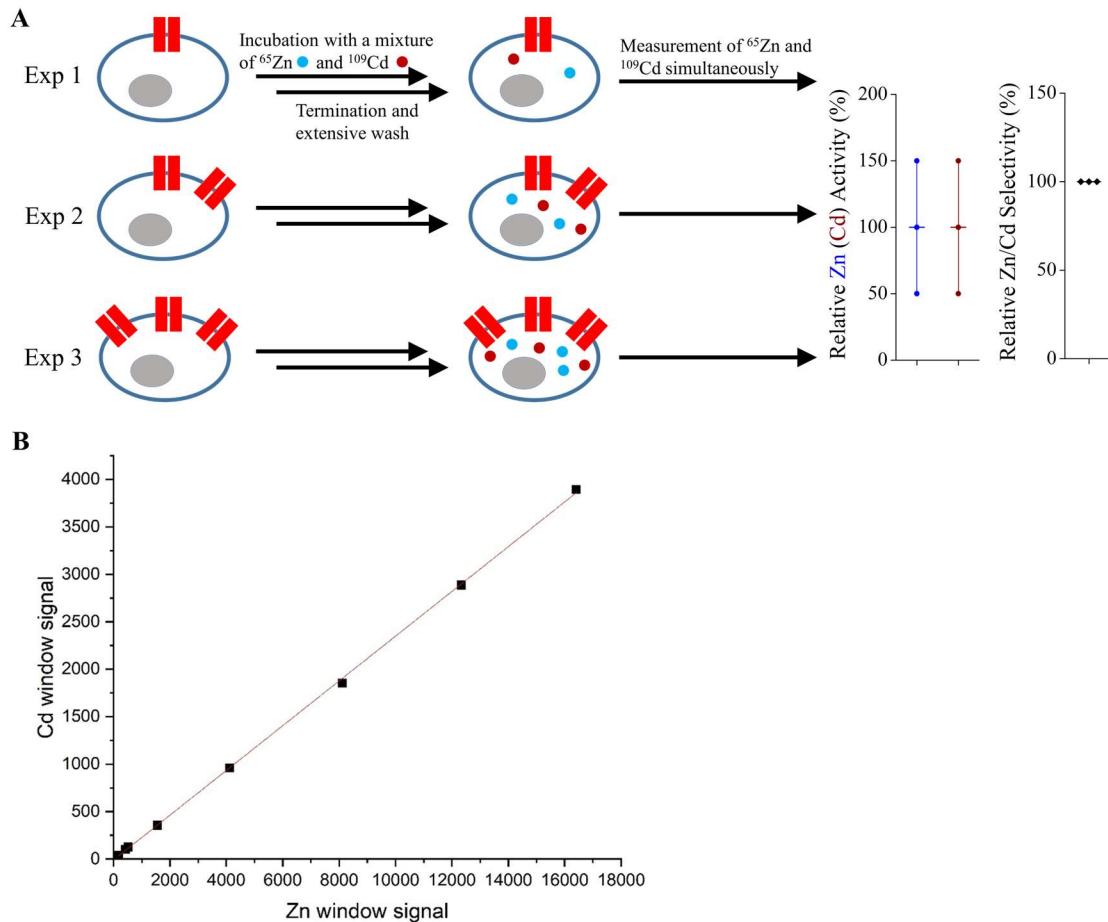 A
Exp 1
Incubation with a mixture
of ⁶⁵Zn and ¹⁰⁹Cd
Termination and
extensive wash
Measurement of ⁶⁵Zn and
¹⁰⁹Cd simultaneously
Exp 2
Exp 3
Relative Zn (Cd) Activity (%)
200
150
100
50
0
Relative Zn/Cd Selectivity (%)
150
100
50
0
B
Cd window signal
4000
3500
3000
2500
2000
1500
1000
500
0
0 2000 4000 6000 8000 10000 12000 14000 16000 18000
Zn window signal